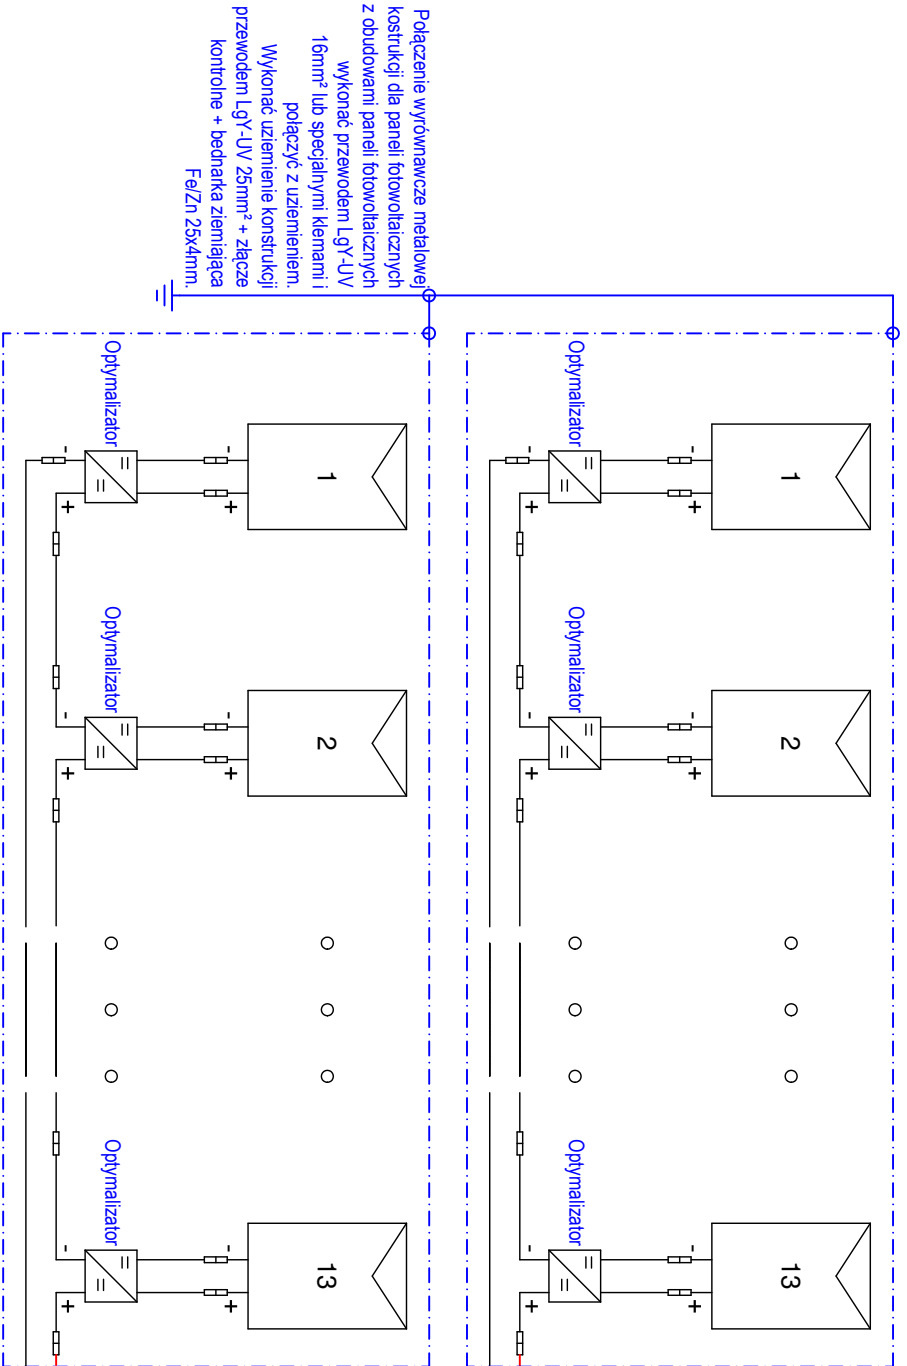 Połączenie wyrównawcze metalowej
kostrukcji dla paneli fotowoltaicznych
z obudowami paneli fotowoltaicznych
wykonać przewodem LgY-UV
16mm² lub specjalnymi klemami i
połączyć z uziemieniem.
Wykonać uziemienie konstrukcji
przewodem LgY-UV 25mm² + złącze
kontrolne + bednarka ziemiająca
Fe/Zn 25x4mm.
1
2
13
- +
- +
- +
Optymalizator
Optymalizator
Optymalizator
- +
- +
- +
1
2
13
- +
- +
- +
Optymalizator
Optymalizator
Optymalizator
- +
- +
- +